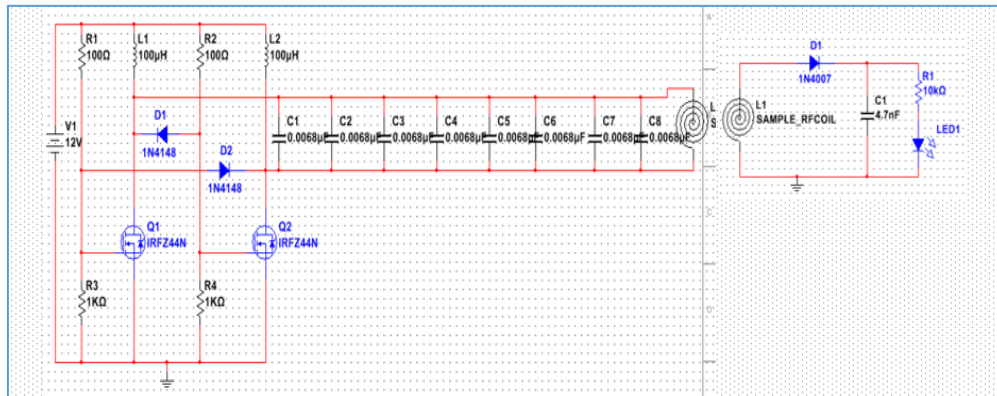 R1
100Ω
L1
100μH
R2
100Ω
L2
100μH
V1
12V
D1
1N4148
D2
1N4148
C1
0.0068μF
C2
0.0068μF
C3
0.0068μF
C4
0.0068μF
C5
0.0068μF
C6
0.0068μF
C7
0.0068μF
C8
0.0068μF
L
S
Q1
IRFZ44N
Q2
IRFZ44N
R3
1KΩ
R4
1KΩ
A
C
D
D1
1N4007
L1
SAMPLE_RFCOIL
C1
4.7nF
R1
10kΩ
LED1